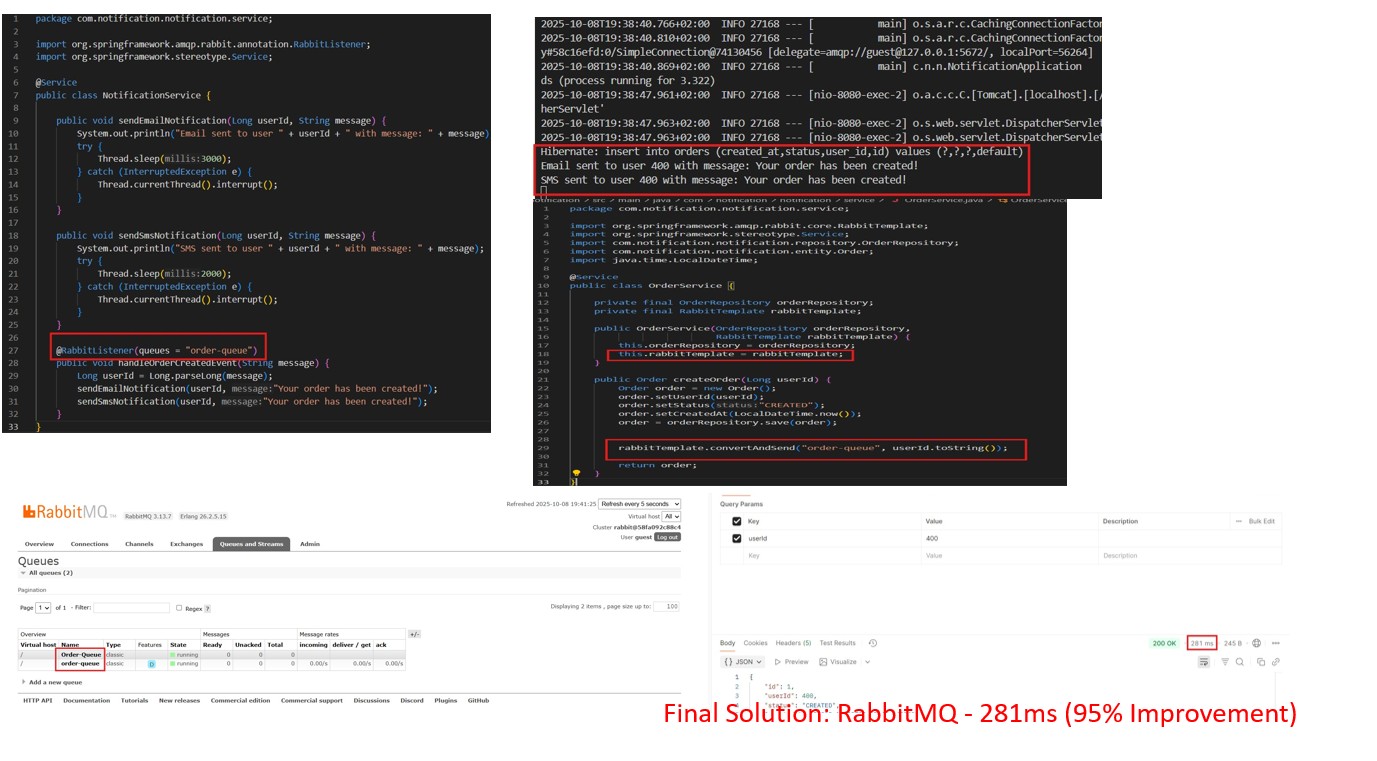 1 package com.notification.notification.service;
2
3 import org.springframework.amqp.rabbit.annotation.RabbitListener;
4 import org.springframework.stereotype.Service;
5
6 @Service
7 public class NotificationService {
8
9 public void sendEmailNotification(Long userId, String message) {
10 System.out.println("Email sent to user " + userId + " with message: " + message)
11 try {
12 Thread.sleep(millis:3000);
13 } catch (InterruptedException e) {
14 Thread.currentThread().interrupt();
15 }
16 }
17
18 public void sendSmsNotification(Long userId, String message) {
19 System.out.println("SMS sent to user " + userId + " with message: " + message);
20 try {
21 Thread.sleep(millis:2000);
22 } catch (InterruptedException e) {
23 Thread.currentThread().interrupt();
24 }
25 }
26
27 @RabbitListener(queues = "order-queue")
28 public void handleOrderCreatedEvent(String message) {
29 Long userId = Long.parseLong(message);
30 sendEmailNotification(userId, message:"Your order has been created!");
31 sendSmsNotification(userId, message:"Your order has been created!");
32 }
33 }
2025-10-08T19:38:40.766+02:00 INFO 27168 --- [ main] o.s.a.r.c.CachingConnectionFactor
2025-10-08T19:38:40.810+02:00 INFO 27168 --- [ main] o.s.a.r.c.CachingConnectionFactor
y#58c16efd:0/SimpleConnection@74130456 [delegate=amqp://guest@127.0.0.1:5672/, localPort=56264]
2025-10-08T19:38:40.869+02:00 INFO 27168 --- [ main] c.n.n.NotificationApplication
ds (process running for 3.322)
2025-10-08T19:38:47.961+02:00 INFO 27168 --- [nio-8080-exec-2] o.a.c.c.C.[Tomcat].[localhost].[/
herServlet'
2025-10-08T19:38:47.963+02:00 INFO 27168 --- [nio-8080-exec-2] o.s.web.servlet.DispatcherServlet
2025-10-08T19:38:47.963+02:00 INFO 27168 --- [nio-8080-exec-2] o.s.web.servlet.DispatcherServlet
Hibernate: insert into orders (created_at,status,user_id,id) values (?,?,?,default)
Email sent to user 400 with message: Your order has been created!
SMS sent to user 400 with message: Your order has been created!
notification / src / main / java / com / notification / notification / service / OrderService.java / OrderService
1 package com.notification.notification.service;
2
3 import org.springframework.amqp.rabbit.core.RabbitTemplate;
4 import org.springframework.stereotype.Service;
5 import com.notification.notification.repository.OrderRepository;
6 import com.notification.notification.entity.Order;
7 import java.time.LocalDateTime;
8
9 @Service
10 public class OrderService {
11
12 private final OrderRepository orderRepository;
13 private final RabbitTemplate rabbitTemplate;
14
15 public OrderService(OrderRepository orderRepository,
16 RabbitTemplate rabbitTemplate) {
17 this.orderRepository = orderRepository;
18 this.rabbitTemplate = rabbitTemplate;
19 }
20
21 public Order createOrder(Long userId) {
22 Order order = new Order();
23 order.setUserId(userId);
24 order.setStatus(status:"CREATED");
25 order.setCreatedAt(LocalDateTime.now());
26 order = orderRepository.save(order);
27
28
29 rabbitTemplate.convertAndSend("order-queue", userId.toString());
30
31 return order;
32 }
33 }
RabbitMQ TM RabbitMQ 3.13.7 Erlang 26.2.5.15
Refreshed 2025-10-08 19:41:25 Refresh every 5 seconds
Virtual host All
Cluster rabbit@58fa092c88c4
User guest Log out
Overview Connections Channels Exchanges Queues and Streams Admin
Queues
All queues (2)
Pagination
Page 1 of 1 - Filter: Regex ?
Displaying 2 items , page size up to: 100
Overview Messages Message rates +/-
Virtual host Name Type Features State Ready Unacked Total incoming deliver / get ack
/ Order-Queue classic running 0 0 0
/ order-queue classic D running 0 0 0 0.00/s 0.00/s 0.00/s
Add a new queue
HTTP API Documentation Tutorials New releases Commercial edition Commercial support Discussions Discord Plugins GitHub
Query Params
Key Value Description Bulk Edit
userId 400
Key Value Description
Body Cookies Headers (5) Test Results 200 OK 281 ms 245 B
{} JSON Preview Visualize
1 {
2 "id": 1,
3 "userId": 400,
"status": "CREATED",
Final Solution: RabbitMQ - 281ms (95% Improvement)